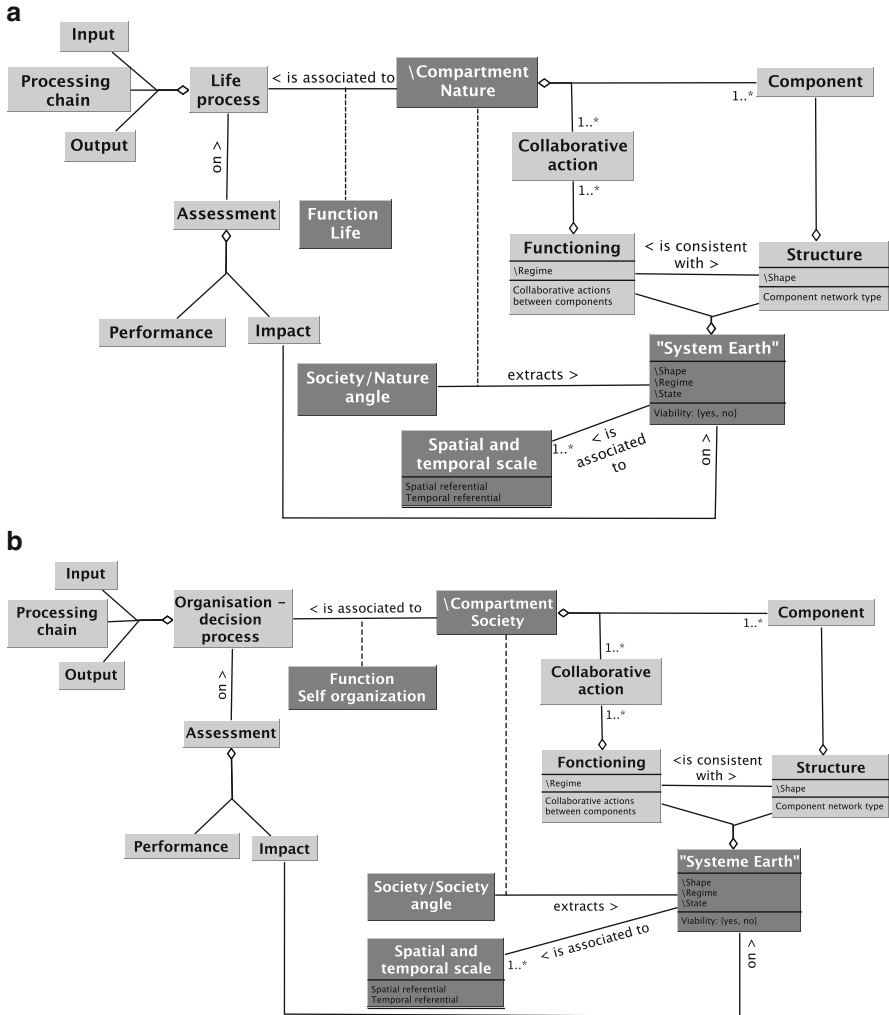 a
Input
Processing
chain
Output
Life
process
< is associated to
\Compartment
Nature
1..*
Component
1..*
Collaborative
action
1..*
on >
Assessment
Function
Life
Functioning
\Regime
Collaborative actions
between components
< is consistent
with >
Structure
\Shape
Component network type
Performance
Impact
"System Earth"
\Shape
\Regime
\State
Viability: {yes, no}
Society/Nature
angle
extracts >
Spatial and
temporal scale
Spatial referential
Temporal referential
1..*
< is
associated
to
on >
b
Input
Processing
chain
Output
Organisation –
decision
process
< is associated to
\Compartment
Society
1..*
Component
1..*
Collaborative
action
1..*
on >
Function
Self organization
Assessment
Fonctioning
\Regime
Collaborative actions
between components
<is consistent
with >
Structure
\Shape
Component network type
Performance
Impact
"Systeme Earth"
\Shape
\Regime
\State
Viability: {yes, no}
Society/Society
angle
extracts >
Spatial and
temporal scale
Spatial referential
Temporal referential
1..*
< is associated to
on >